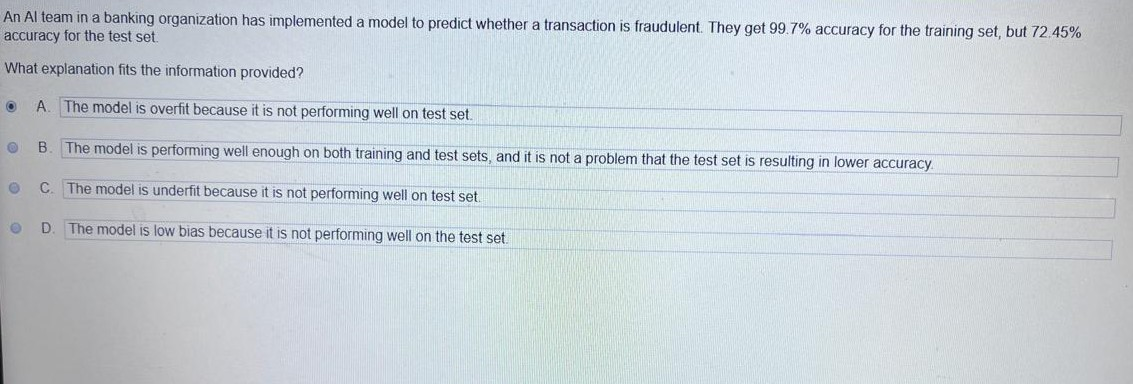 An AI team in a banking organization has implemented a model to predict whether a transaction is fraudulent. They get 99.7% accuracy for the training set, but 72.45%
accuracy for the test set.
What explanation fits the information provided?
A. The model is overfit because it is not performing well on test set.
B. The model is performing well enough on both training and test sets, and it is not a problem that the test set is resulting in lower accuracy.
C. The model is underfit because it is not performing well on test set.
D. The model is low bias because it is not performing well on the test set.